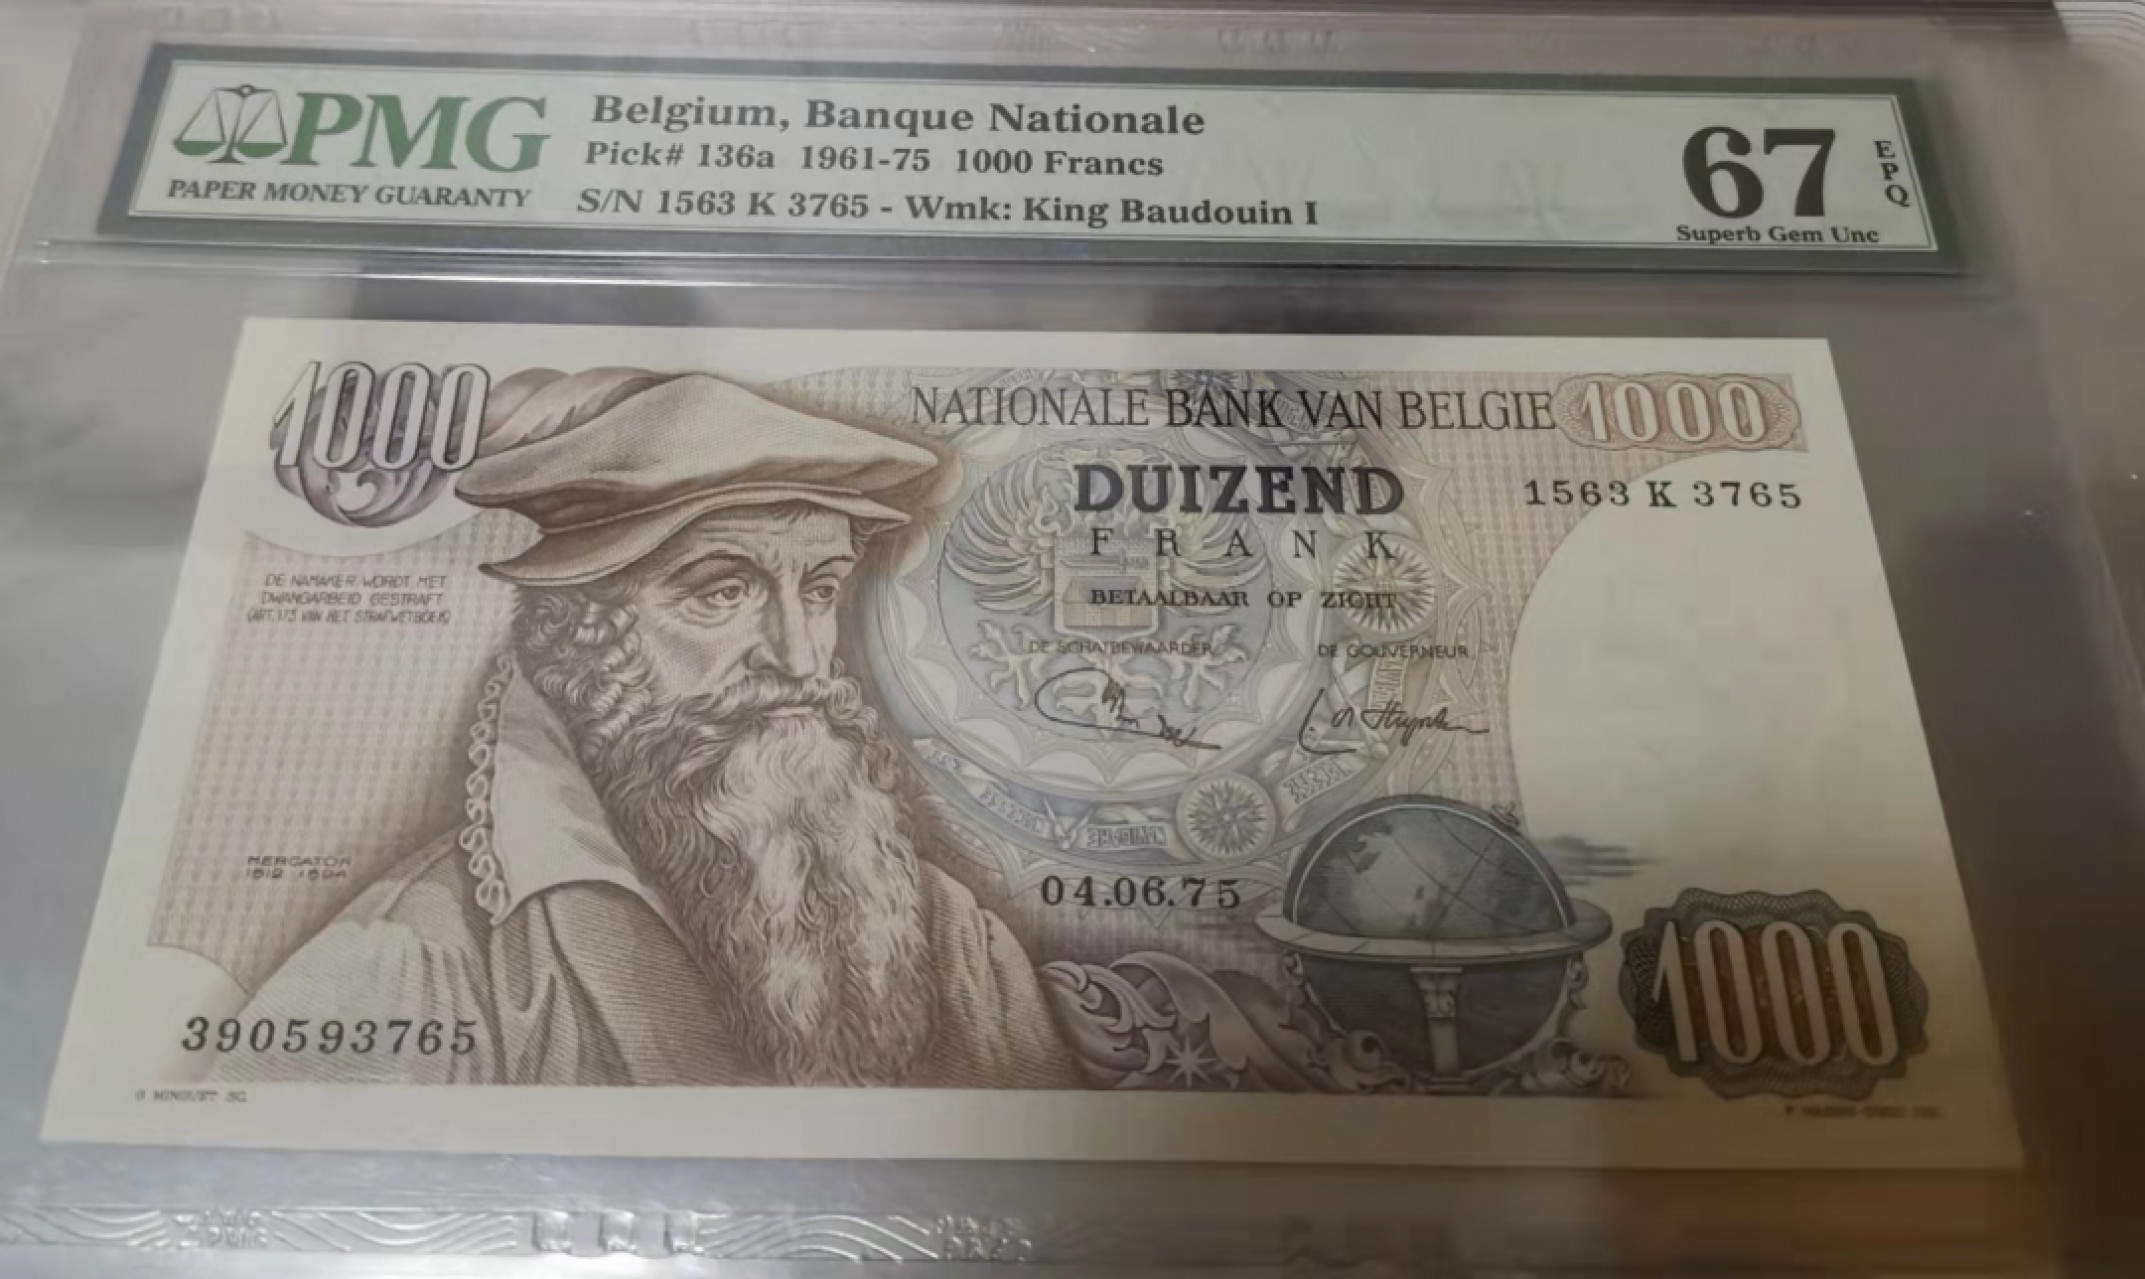 PMG
PAPER MONEY GUARANTY
Belgium, Banque Nationale
Pick# 136a 1961-75 1000 Francs
S/N 1563 K 3765 - Wmk: King Baudouin I
67
EPQ
Superb Gem Unc
1000
NATIONALE BANK VAN BELGIE
1000
DUIZEND
FRANK
BETAALBAAR OP ZICHT
1563 K 3765
DE NAMAKER WORDT MET
DWANGARBEID GESTRAFT
(ART. 173 VAN HET STRAFWETBOEK)
DE SCHATBEWAARDER
DE GOUVERNEUR
MERCATOR
1512 - 1594
04.06.75
390593765
1000
G MINGUET SC.